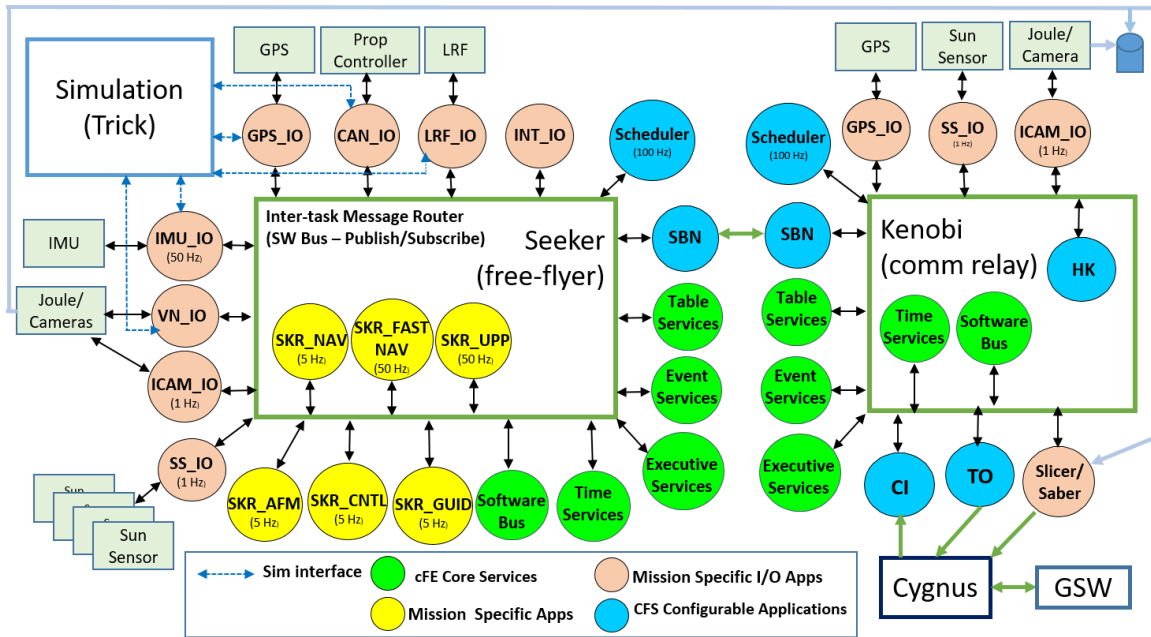 GPS
Prop
Controller
LRF
GPS
Sun
Sensor
Joule/
Camera
Simulation
(Trick)
GPS_IO
CAN_IO
LRF_IO
INT_IO
Scheduler
(100 Hz)
Scheduler
(100 Hz)
GPS_IO
SS_IO
(1 Hz)
ICAM_IO
(1 Hz)
Inter-task Message Router
(SW Bus – Publish/Subscribe)
Seeker
(free-flyer)
SBN
SBN
Kenobi
(comm relay)
HK
IMU
IMU_IO
(50 Hz)
Joule/
Cameras
VN_IO
ICAM_IO
(1 Hz)
SKR_NAV
(5 Hz)
SKR_FAST
NAV
(50 Hz)
SKR_UPP
(50 Hz)
Table
Services
Table
Services
Time
Services
Software
Bus
Event
Services
Event
Services
SS_IO
(1 Hz)
Sun
Sun
Sensor
SKR_AFM
(5 Hz)
SKR_CNTL
(5 Hz)
SKR_GUID
(5 Hz)
Software
Bus
Time
Services
Executive
Services
Executive
Services
CI
TO
Slicer/
Saber
Sim interface
cFE Core Services
Mission Specific I/O Apps
Mission Specific Apps
CFS Configurable Applications
Cygnus
GSW